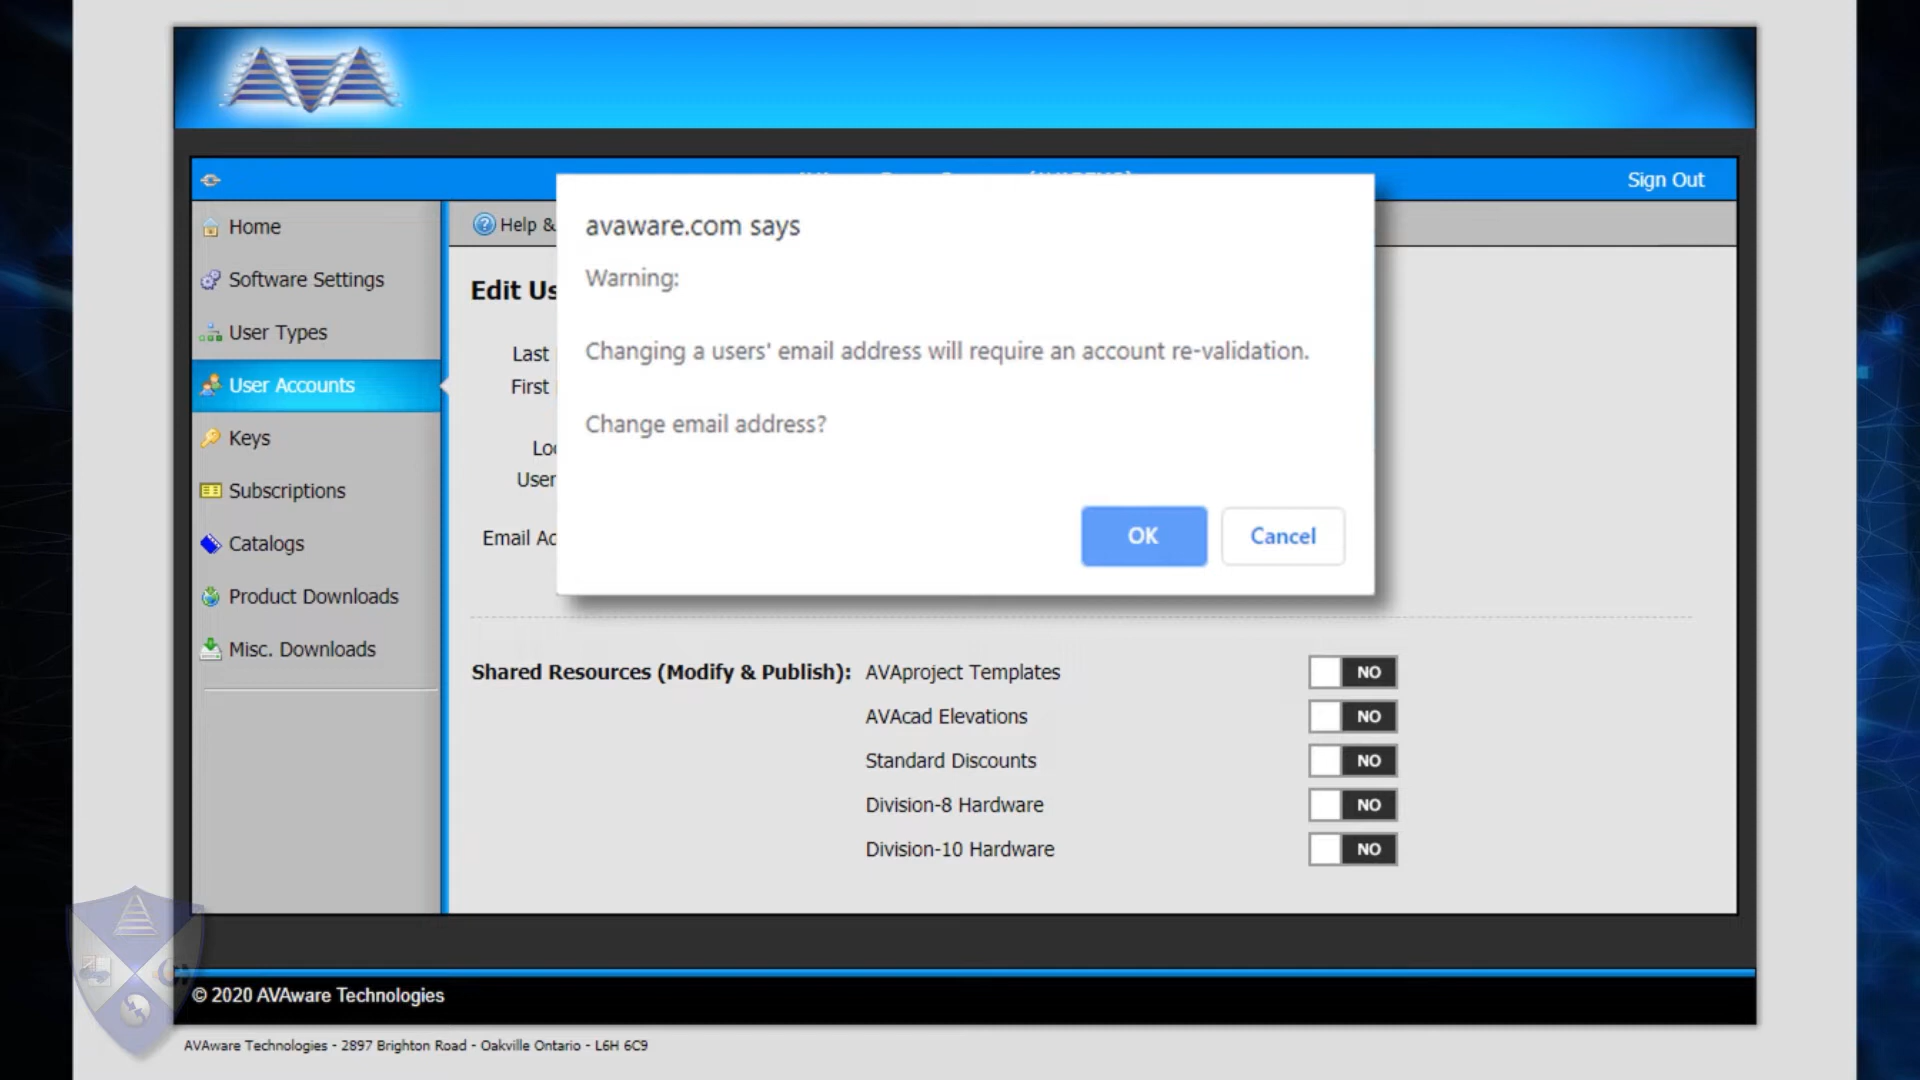 AVA
Sign Out
Home
Software Settings
User Types
User Accounts
Keys
Subscriptions
Catalogs
Product Downloads
Misc. Downloads
Help &
Edit Us
Last
First
Loc
User
Email Ad
avaware.com says
Warning:
Changing a users' email address will require an account re-validation.
Change email address?
OK
Cancel
Shared Resources (Modify & Publish):
AVAproject Templates NO
AVAcad Elevations NO
Standard Discounts NO
Division-8 Hardware NO
Division-10 Hardware NO
© 2020 AVAware Technologies
AVAware Technologies - 2897 Brighton Road - Oakville Ontario - L6H 6C9